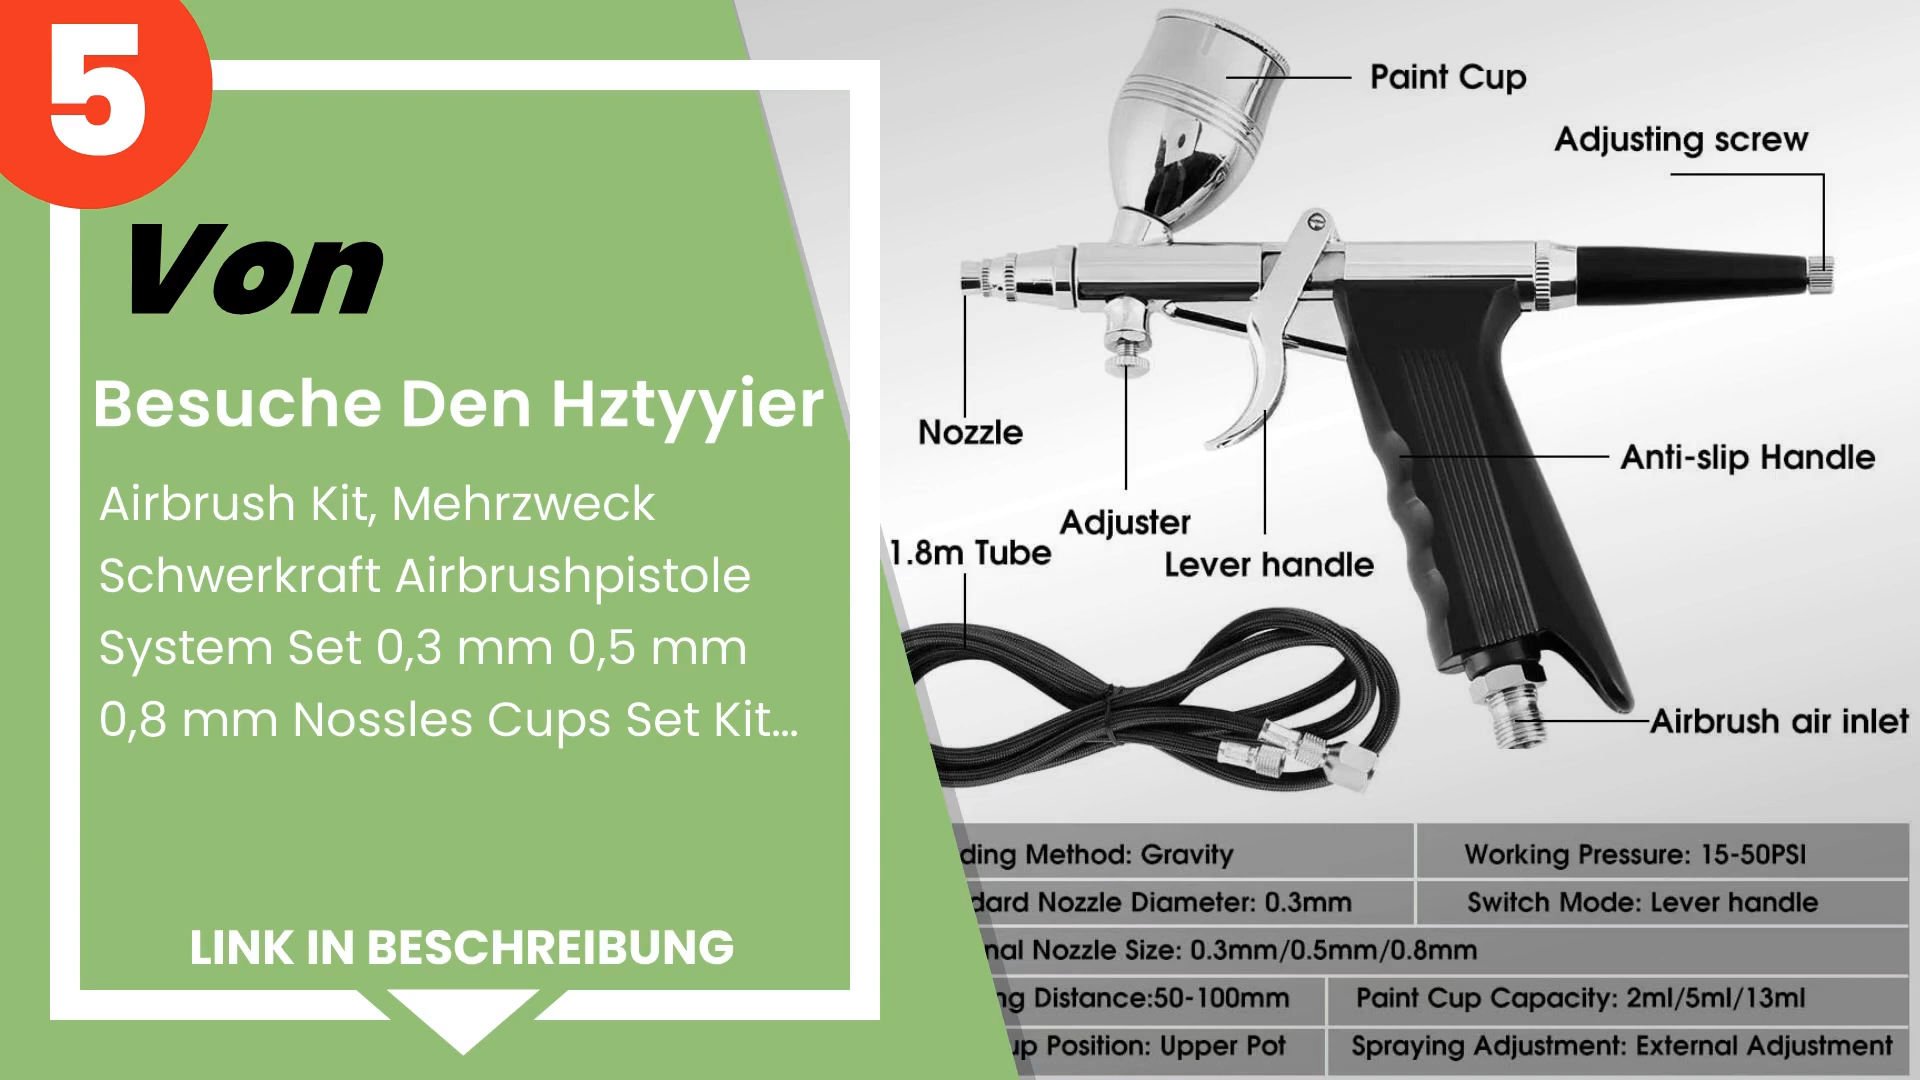 5
Von
Besuche Den Hztyyier
Airbrush Kit, Mehrzweck
Schwerkraft Airbrushpistole
System Set 0,3 mm 0,5 mm
0,8 mm Nossles Cups Set Kit...
LINK IN BESCHREIBUNG
Paint Cup
Adjusting screw
Nozzle
Anti-slip Handle
Adjuster
1.8m Tube
Lever handle
Airbrush air inlet
Method: Gravity
Working Pressure: 15-50PSI
Nozzle Diameter: 0.3mm
Switch Mode: Lever handle
Nozzle Size: 0.3mm/0.5mm/0.8mm
Distance:50-100mm
Paint Cup Capacity: 2ml/5ml/13ml
Position: Upper Pot
Spraying Adjustment: External Adjustment